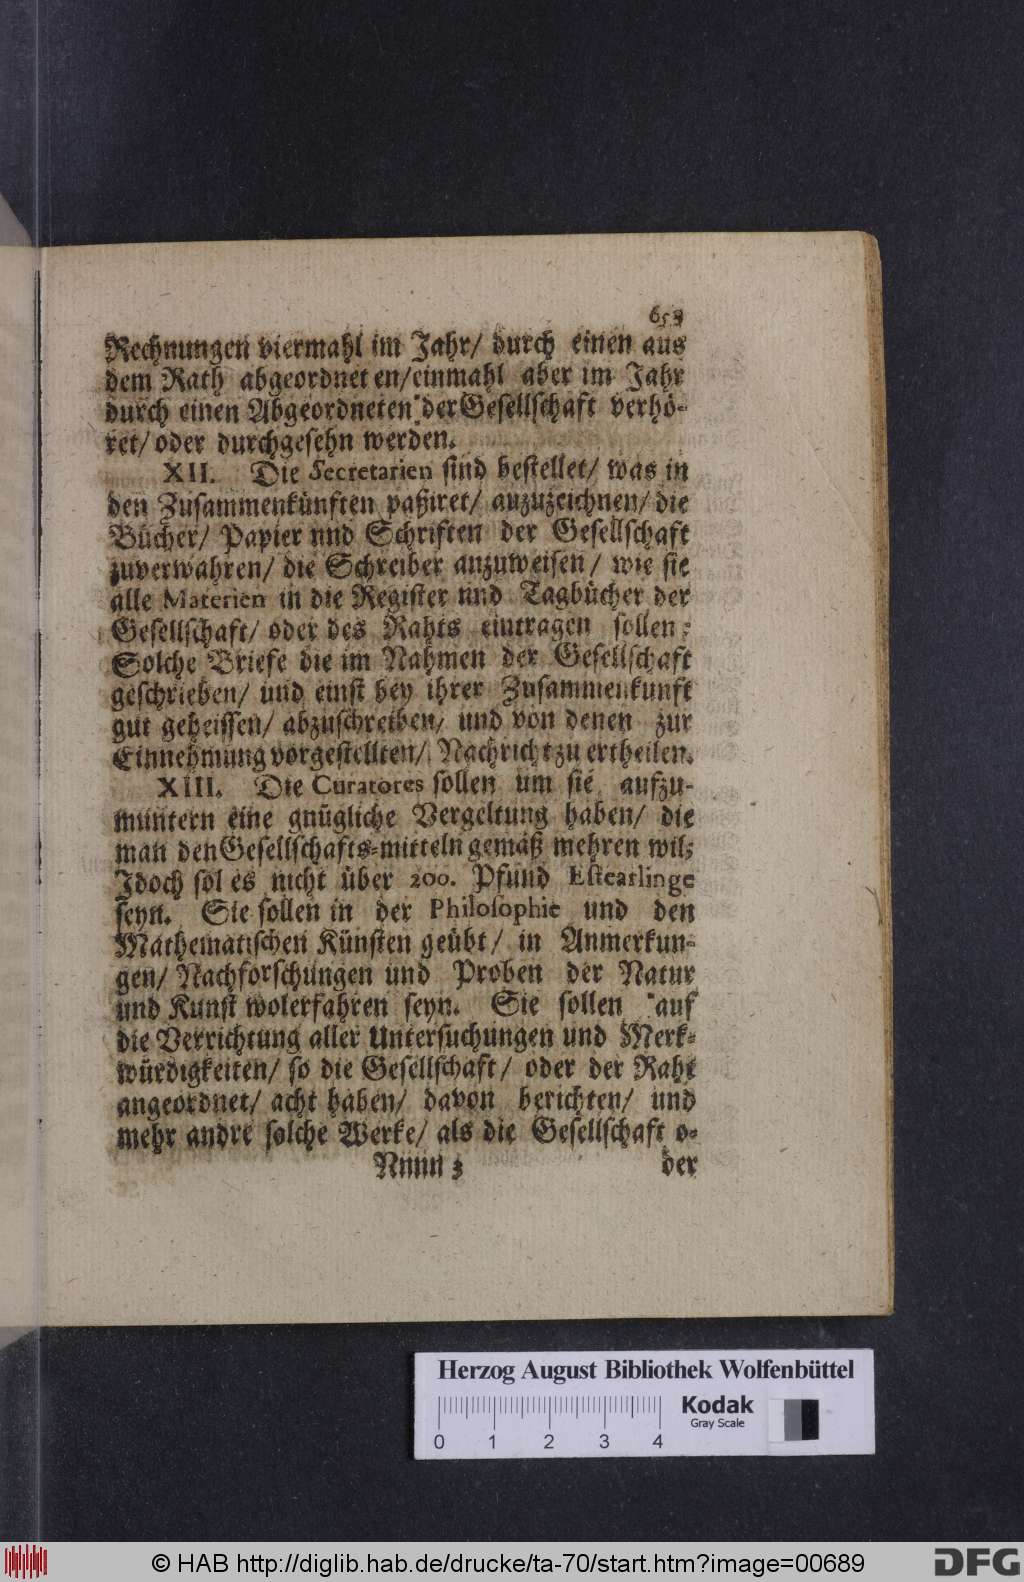 653
Rechnungen viermahl im Jahr/ durch einen aus
dem Rath abgeordnet en/einmahl aber im Jahr
durch einen Abgeordneten der Gesellschaft verhö-
ret/ oder durchgesehn werden.
XII. Die Secretarien sind bestellet/ was in
den Zusammenkünften paßiret/ anzuzeichnen/ die
Bücher/ Papier und Schriften der Gesellschaft
zuverwahren/ die Schreiber anzuweisen/ wie sie
alle Materien in die Register und Tagbücher der
Gesellschaft/ oder des Rahts eintragen sollen;
Solche Briefe die im Nahmen der Gesellschaft
geschrieben/ und einst bey ihrer Zusammenkunft
gut geheissen/ abzuschreiben/ und von denen zur
Einnehmung vorgestellten/ Nachricht zu ertheilen.
XIII. Die Curatores sollen um sie aufzu-
muntern eine gnügliche Vergeltung haben/ die
man den Gesellschafts-mitteln gemäß mehren wil;
Jdoch sol es nicht über 200. Pfund Estearlinge
seyn. Sie sollen in der Philosophie und den
Mathematischen Künsten geübt/ in Anmerkun-
gen/ Nachforschungen und Proben der Natur
und Kunst wolerfahren seyn. Sie sollen auf
die Verrichtung aller Untersuchungen und Merk-
würdigkeiten/ so die Gesellschaft/ oder der Raht
angeordnet/ acht haben/ davon berichten/ und
mehr andre solche Werke/ als die Gesellschaft o-
Nnnn 3 der
Herzog August Bibliothek Wolfenbüttel
Kodak
Gray Scale
0 1 2 3 4
© HAB http://diglib.hab.de/drucke/ta-70/start.htm?image=00689
DFG